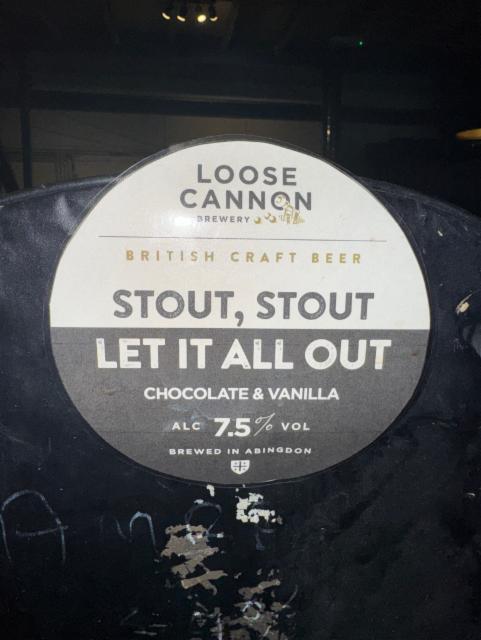 LOOSE
CANNON
BREWERY
BRITISH CRAFT BEER
STOUT, STOUT
LET IT ALL OUT
CHOCOLATE & VANILLA
ALC 7.5% VOL
BREWED IN ABINGDON